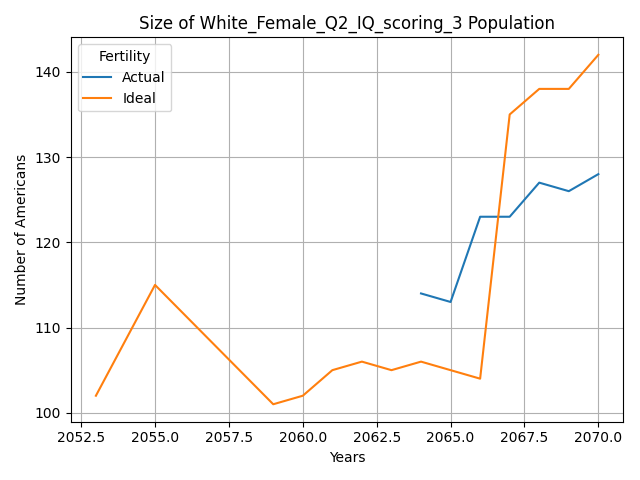 Size of White_Female_Q2_IQ_scoring_3 Population
Fertility
Actual
Ideal
140
130
120
110
100
Number of Americans
2052.5 2055.0 2057.5 2060.0 2062.5 2065.0 2067.5 2070.0
Years